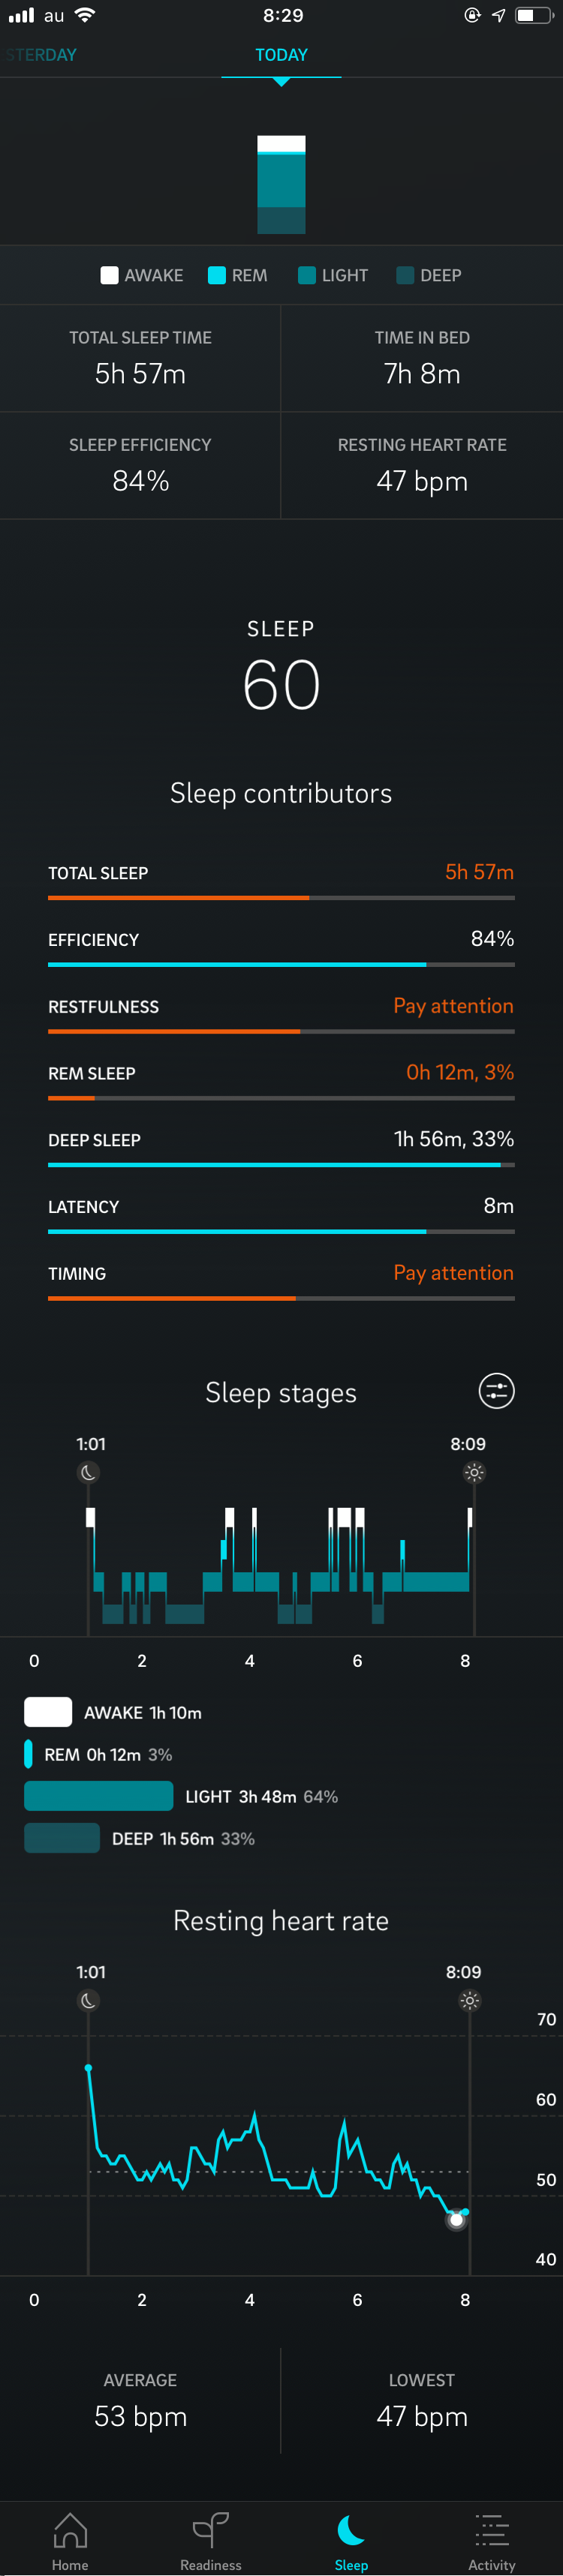 au 8:29
STERDAY TODAY
AWAKE REM LIGHT DEEP
TOTAL SLEEP TIME TIME IN BED
5h 57m 7h 8m
SLEEP EFFICIENCY RESTING HEART RATE
84% 47 bpm
SLEEP
60
Sleep contributors
TOTAL SLEEP 5h 57m
EFFICIENCY 84%
RESTFULNESS Pay attention
REM SLEEP 0h 12m, 3%
DEEP SLEEP 1h 56m, 33%
LATENCY 8m
TIMING Pay attention
Sleep stages
1:01 8:09
0 2 4 6 8
AWAKE 1h 10m
REM 0h 12m 3%
LIGHT 3h 48m 64%
DEEP 1h 56m 33%
Resting heart rate
1:01 8:09
70
60
50
40
0 2 4 6 8
AVERAGE LOWEST
53 bpm 47 bpm
Home Readiness Sleep Activity